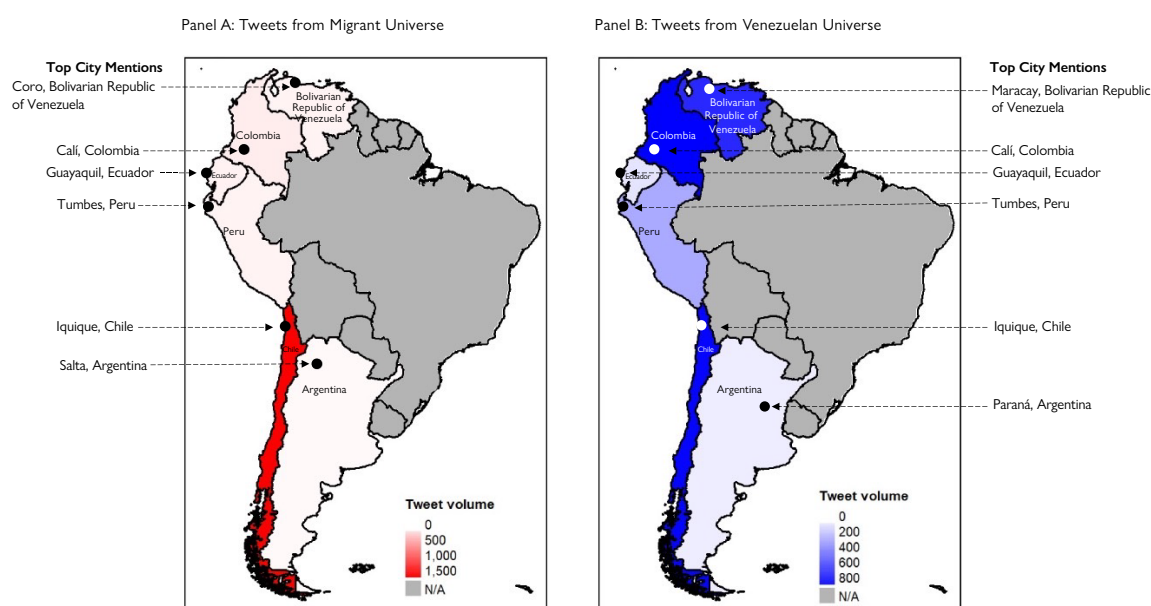 Panel A: Tweets from Migrant Universe
Top City Mentions
Coro, Bolivarian Republic
of Venezuela
Calí, Colombia
Guayaquil, Ecuador
Tumbes, Peru
Iquique, Chile
Salta, Argentina
Bolivarian
Republic of
Venezuela
Colombia
Ecuador
Peru
Chile
Argentina
Tweet volume
0
500
1,000
1,500
N/A
Panel B: Tweets from Venezuelan Universe
Top City Mentions
Maracay, Bolivarian Republic
of Venezuela
Calí, Colombia
Guayaquil, Ecuador
Tumbes, Peru
Iquique, Chile
Paraná, Argentina
Bolivarian
Republic of
Venezuela
Colombia
Ecuador
Peru
Chile
Argentina
Tweet volume
0
200
400
600
800
N/A